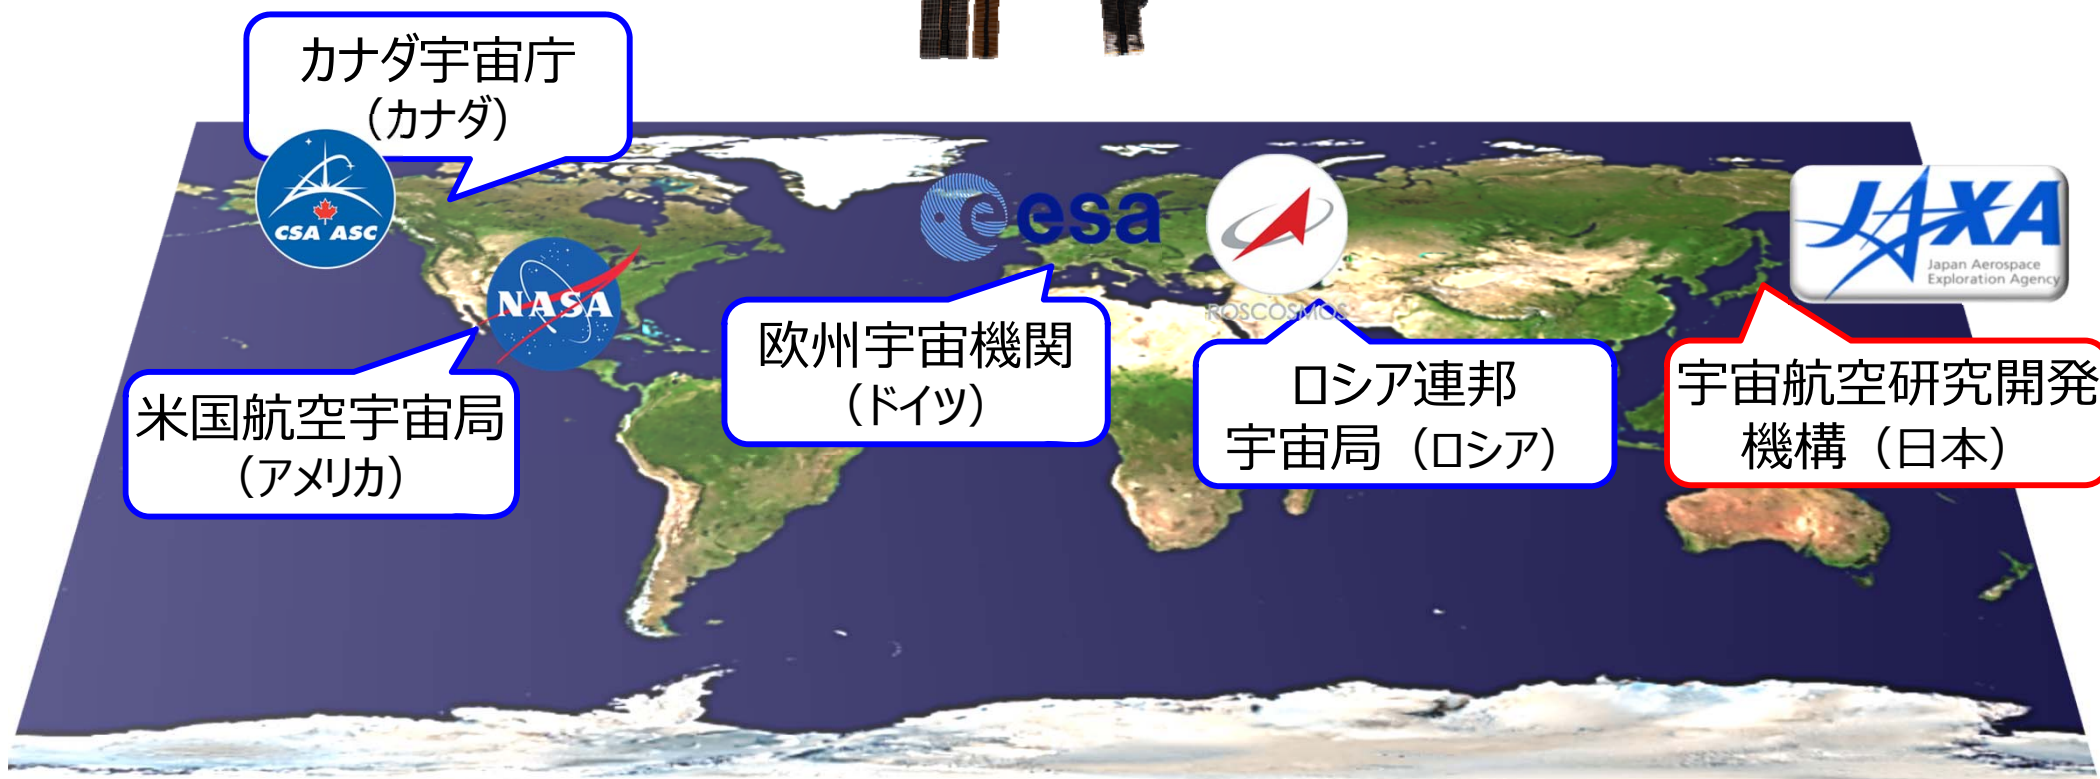 カナダ宇宙庁
（カナダ）
CSA ASC
NASA
米国航空宇宙局
（アメリカ）
esa
欧州宇宙機関
（ドイツ）
ROSCOSMOS
ロシア連邦
宇宙局（ロシア）
JAXA
Japan Aerospace
Exploration Agency
宇宙航空研究開発
機構（日本）